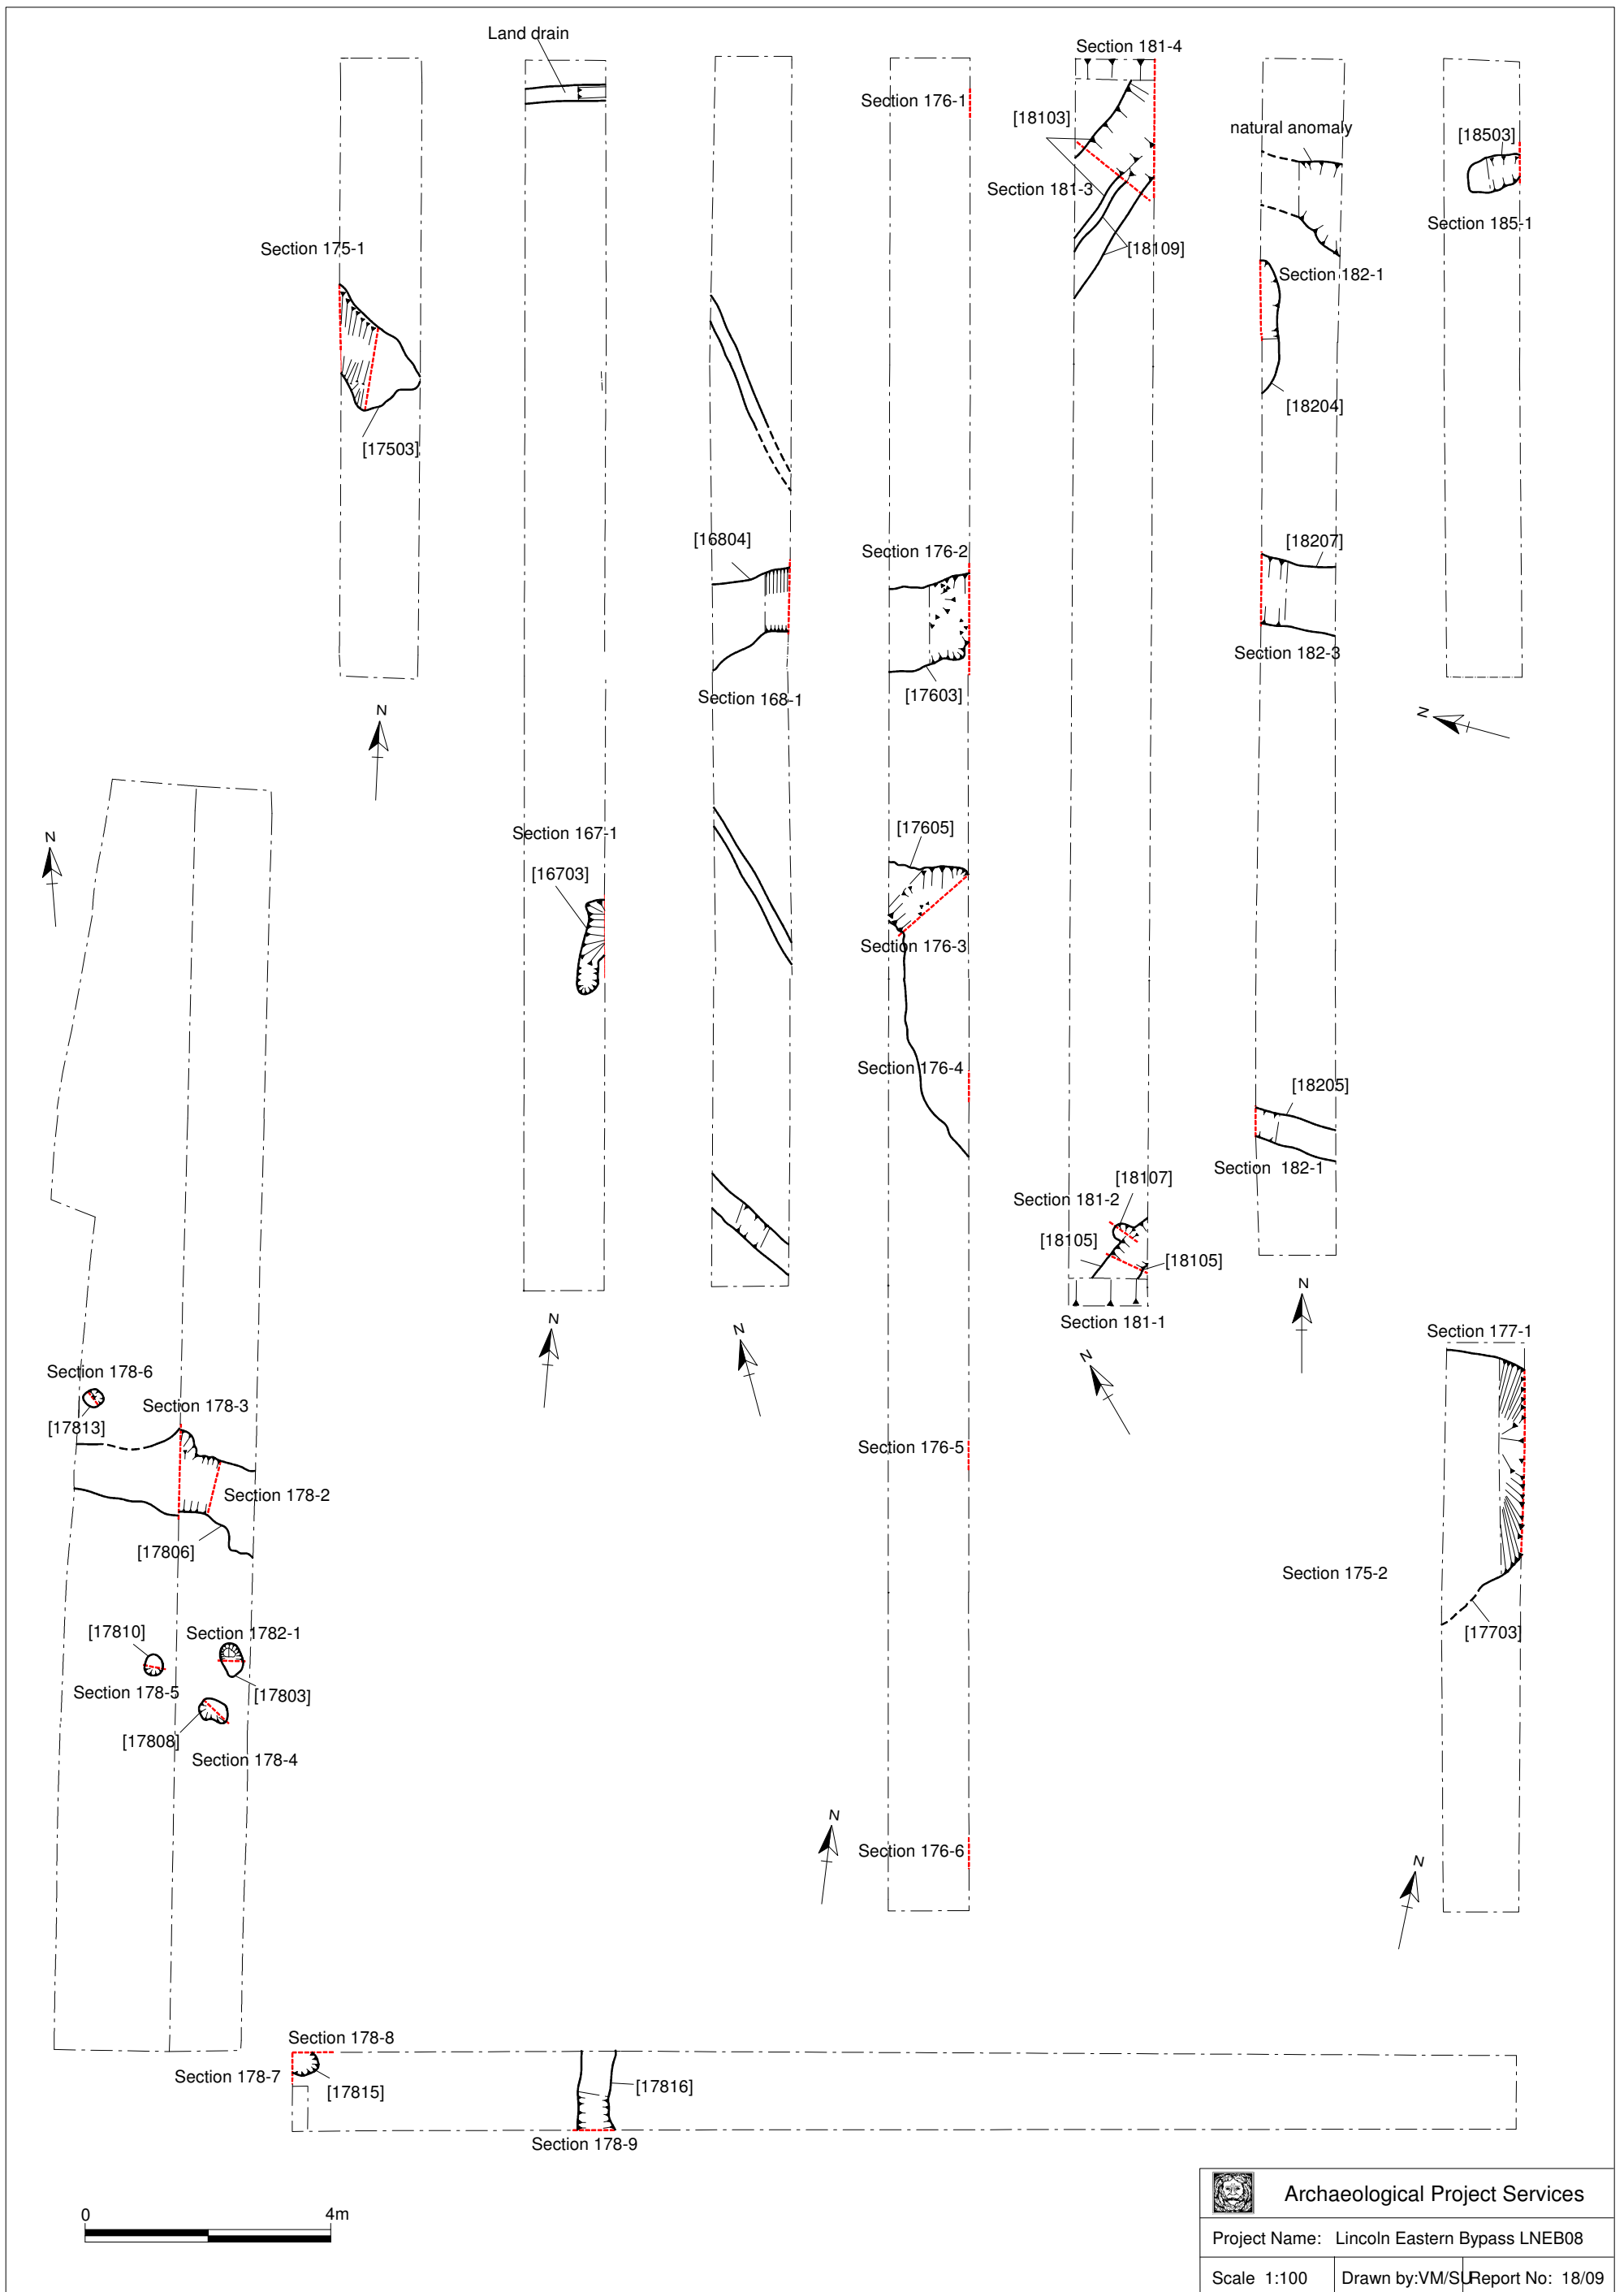 Land drain
Section 181-4
Section 176-1
[18103]
natural anomaly
[18503]
Section 181-3
Section 185-1
Section 175-1
[18109]
Section 182-1
[18204]
[17503]
[16804]
Section 176-2
[18207]
Section 182-3
Section 168-1
[17603]
N
N
N
Section 167-1
[17605]
[16703]
Section 176-3
Section 176-4
[18205]
Section 182-1
[18107]
Section 181-2
[18105]
[18105]
Section 181-1
N
N
N
N
Section 177-1
Section 178-6
Section 178-3
[17813]
Section 176-5
Section 178-2
[17806]
Section 175-2
[17810]
Section 1782-1
[17703]
Section 178-5
[17803]
[17808]
Section 178-4
N
Section 176-6
N
Section 178-8
Section 178-7
[17815]
[17816]
Section 178-9
0 4m
Archaeological Project Services
Project Name: Lincoln Eastern Bypass LNEB08
Scale 1:100 Drawn by:VM/SU Report No: 18/09